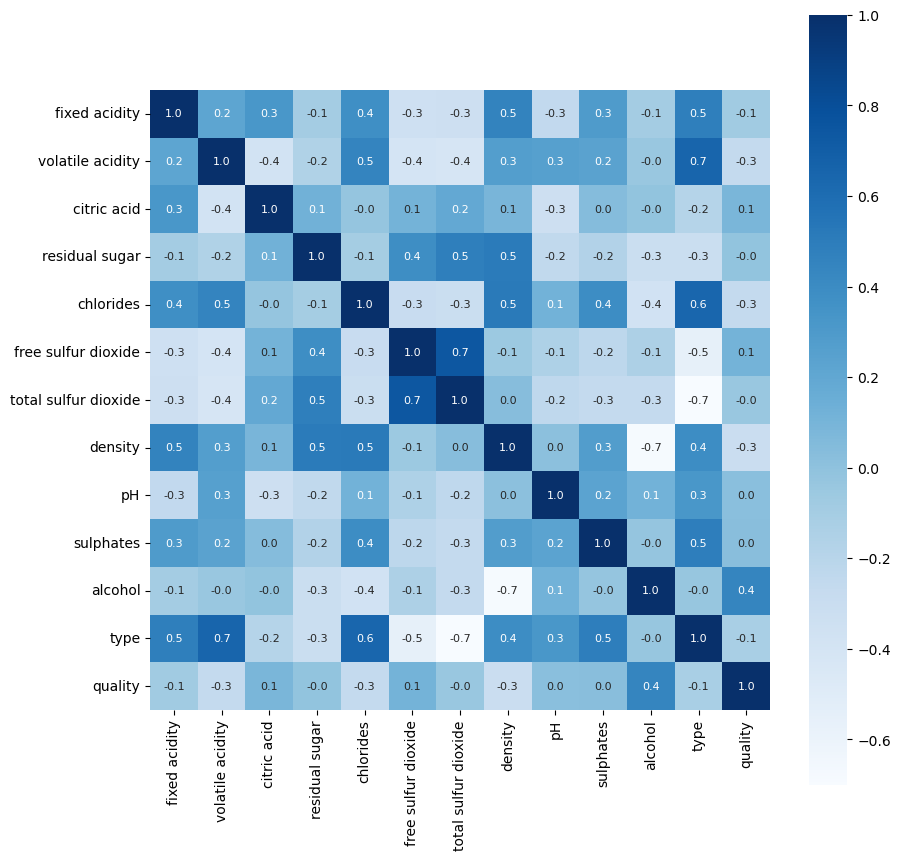 1.0
fixed acidity 1.0 0.2 0.3 -0.1 0.4 -0.3 -0.3 0.5 -0.3 0.3 -0.1 0.5 -0.1
0.8
volatile acidity 0.2 1.0 -0.4 -0.2 0.5 -0.4 -0.4 0.3 0.3 0.2 -0.0 0.7 -0.3
citric acid 0.3 -0.4 1.0 0.1 -0.0 0.1 0.2 0.1 -0.3 0.0 -0.0 -0.2 0.1
0.6
residual sugar -0.1 -0.2 0.1 1.0 -0.1 0.4 0.5 0.5 -0.2 -0.2 -0.3 -0.3 -0.0
0.4
chlorides 0.4 0.5 -0.0 -0.1 1.0 -0.3 -0.3 0.5 0.1 0.4 -0.4 0.6 -0.3
free sulfur dioxide -0.3 -0.4 0.1 0.4 -0.3 1.0 0.7 -0.1 -0.1 -0.2 -0.1 -0.5 0.1
0.2
total sulfur dioxide -0.3 -0.4 0.2 0.5 -0.3 0.7 1.0 0.0 -0.2 -0.3 -0.3 -0.7 -0.0
density 0.5 0.3 0.1 0.5 0.5 -0.1 0.0 1.0 0.0 0.3 -0.7 0.4 -0.3
0.0
pH -0.3 0.3 -0.3 -0.2 0.1 -0.1 -0.2 0.0 1.0 0.2 0.1 0.3 0.0
sulphates 0.3 0.2 0.0 -0.2 0.4 -0.2 -0.3 0.3 0.2 1.0 -0.0 0.5 0.0
−0.2
alcohol -0.1 -0.0 -0.0 -0.3 -0.4 -0.1 -0.3 -0.7 0.1 -0.0 1.0 -0.0 0.4
type 0.5 0.7 -0.2 -0.3 0.6 -0.5 -0.7 0.4 0.3 0.5 -0.0 1.0 -0.1
−0.4
quality -0.1 -0.3 0.1 -0.0 -0.3 0.1 -0.0 -0.3 0.0 0.0 0.4 -0.1 1.0
−0.6
fixed acidity
volatile acidity
citric acid
residual sugar
chlorides
free sulfur dioxide
total sulfur dioxide
density
pH
sulphates
alcohol
type
quality